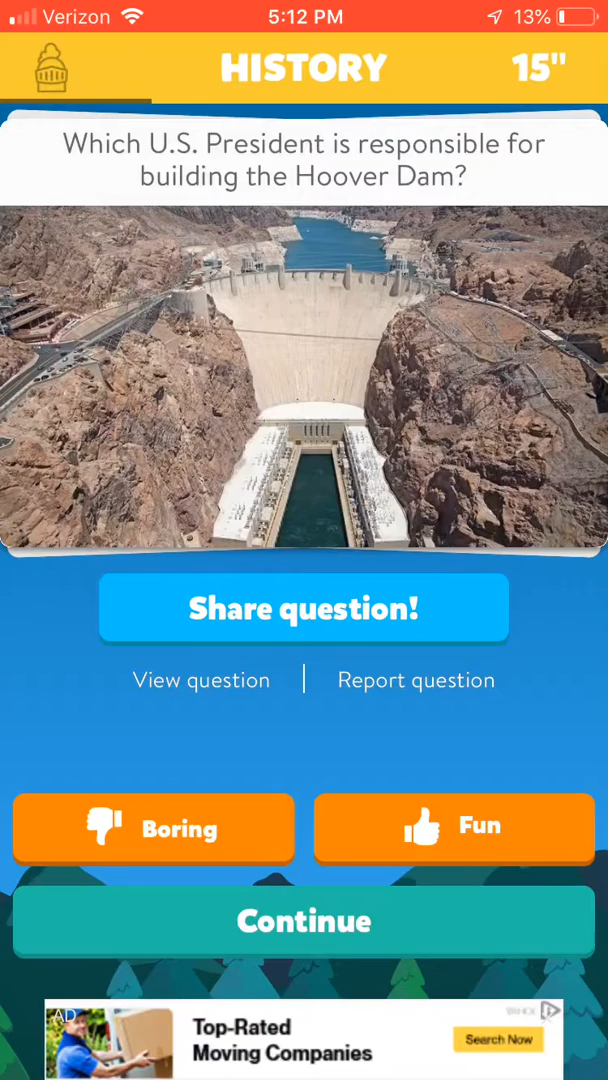 Verizon 5:12 PM 13%
HISTORY 15"
Which U.S. President is responsible for
building the Hoover Dam?
Share question!
View question | Report question
Boring Fun
Continue
AD
YAHOO!
Top-Rated
Moving Companies
Search Now